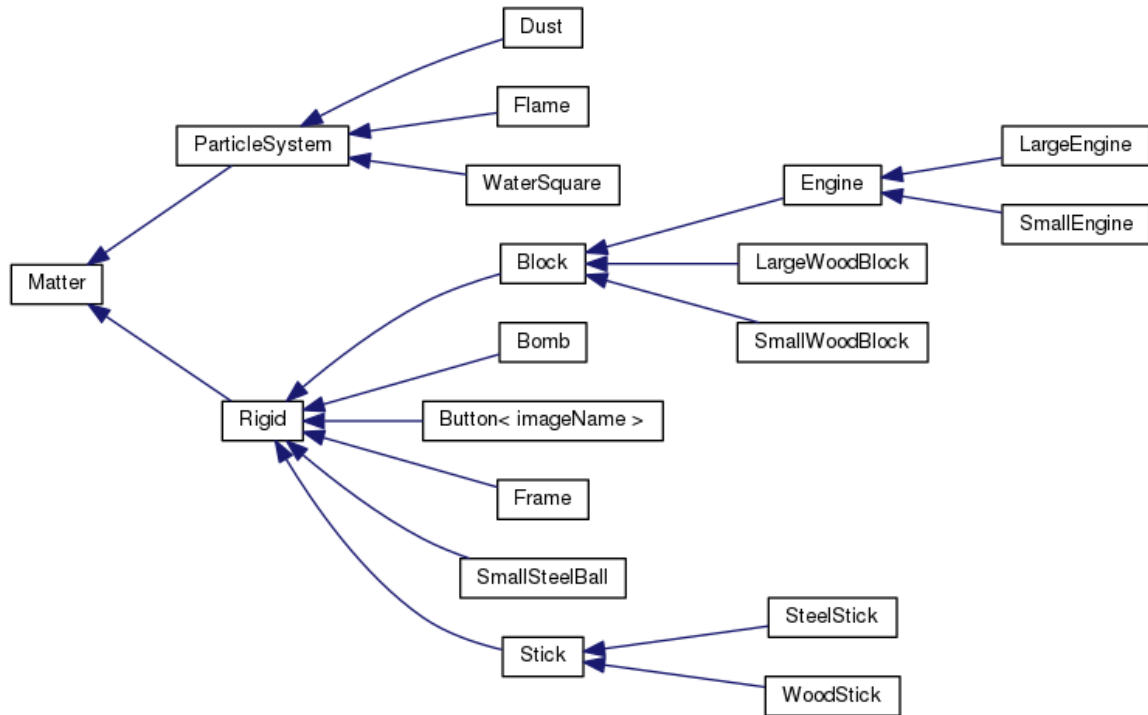 Dust
Flame
ParticleSystem
LargeEngine
WaterSquare
Engine
SmallEngine
Block
LargeWoodBlock
Matter
Bomb
SmallWoodBlock
Rigid
Button< imageName >
Frame
SmallSteelBall
SteelStick
Stick
WoodStick